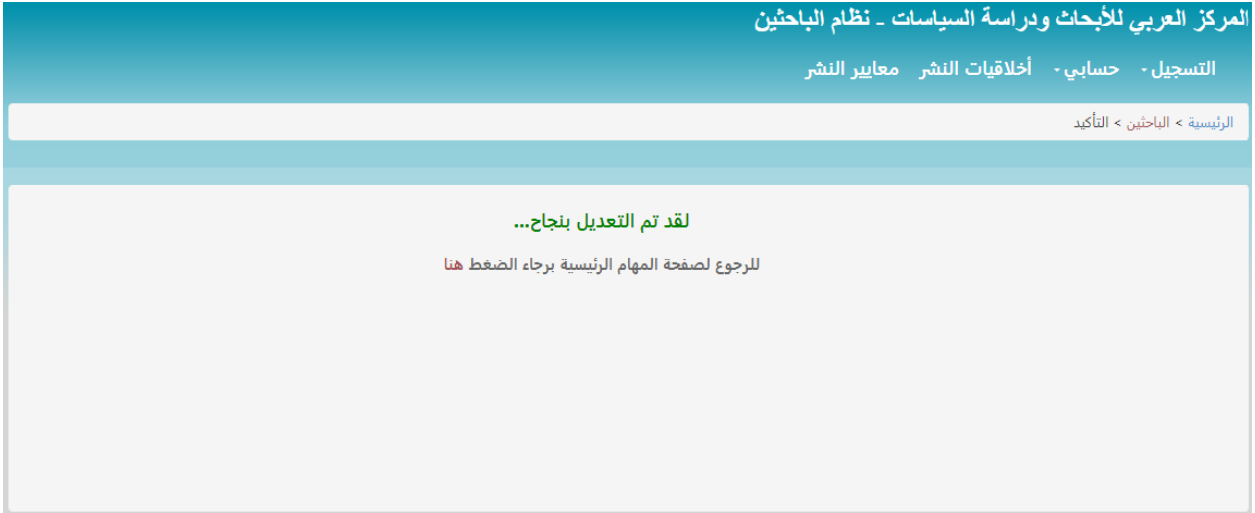 المركز العربي للأبحاث ودراسة السياسات - نظام الباحثين
التسجيل حسابي أخلاقيات النشر معايير النشر
الرئيسية > الباحثين > التأكيد
لقد تم التعديل بنجاح...
للرجوع لصفحة المهام الرئيسية برجاء الضغط هنا